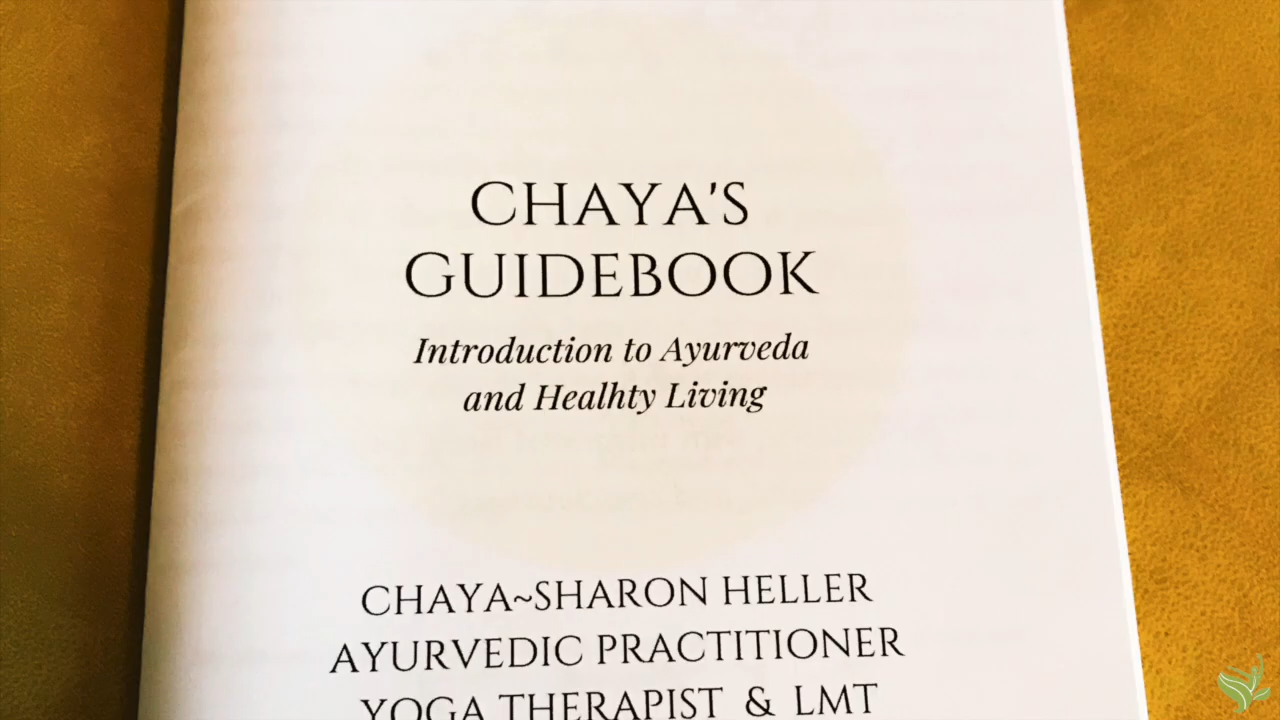 CHAYA'S
GUIDEBOOK
Introduction to Ayurveda
and Healhty Living
CHAYA~SHARON HELLER
AYURVEDIC PRACTITIONER
YOGA THERAPIST & LMT